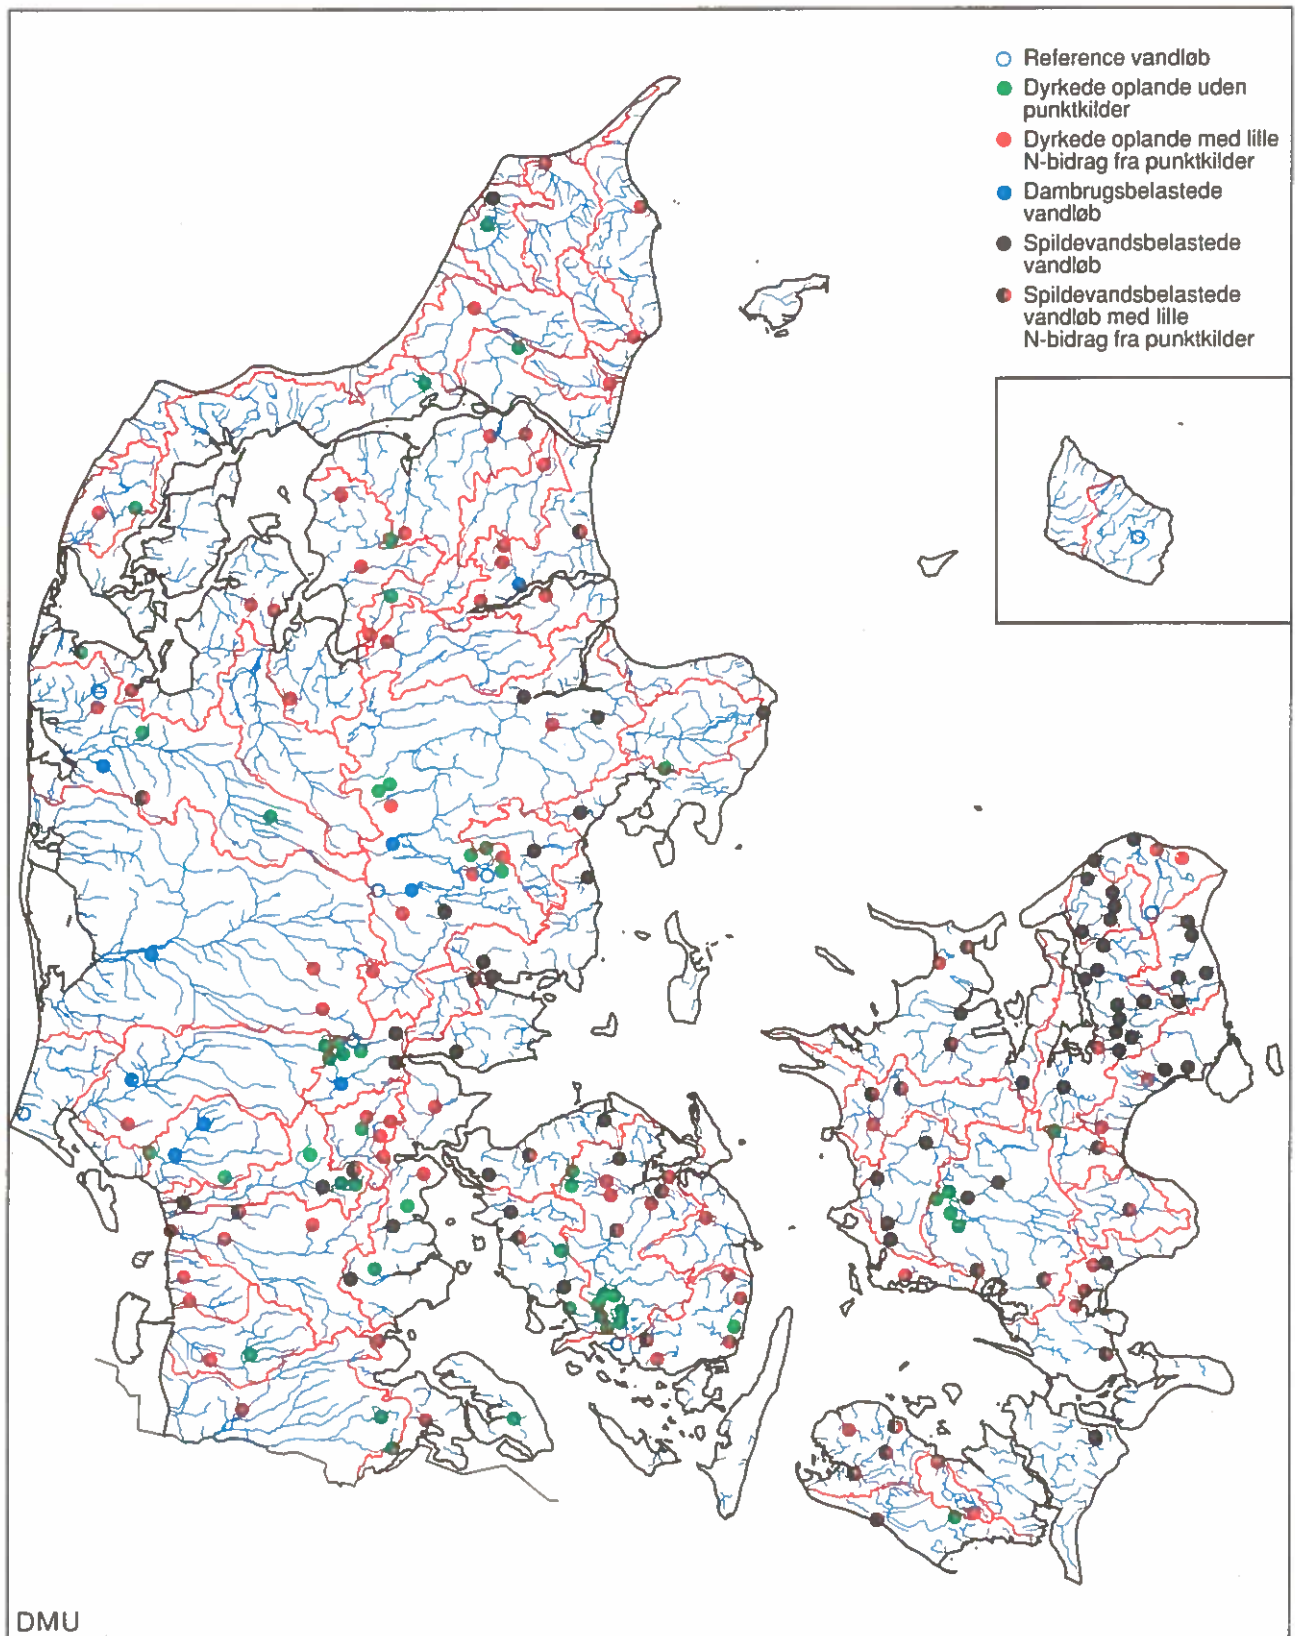 Reference vandløb
Dyrkede oplande uden
punktkilder
Dyrkede oplande med lille
N-bidrag fra punktkilder
Dambrugsbelastede
vandløb
Spildevandsbelastede
vandløb
Spildevandsbelastede
vandløb med lille
N-bidrag fra punktkilder
DMU